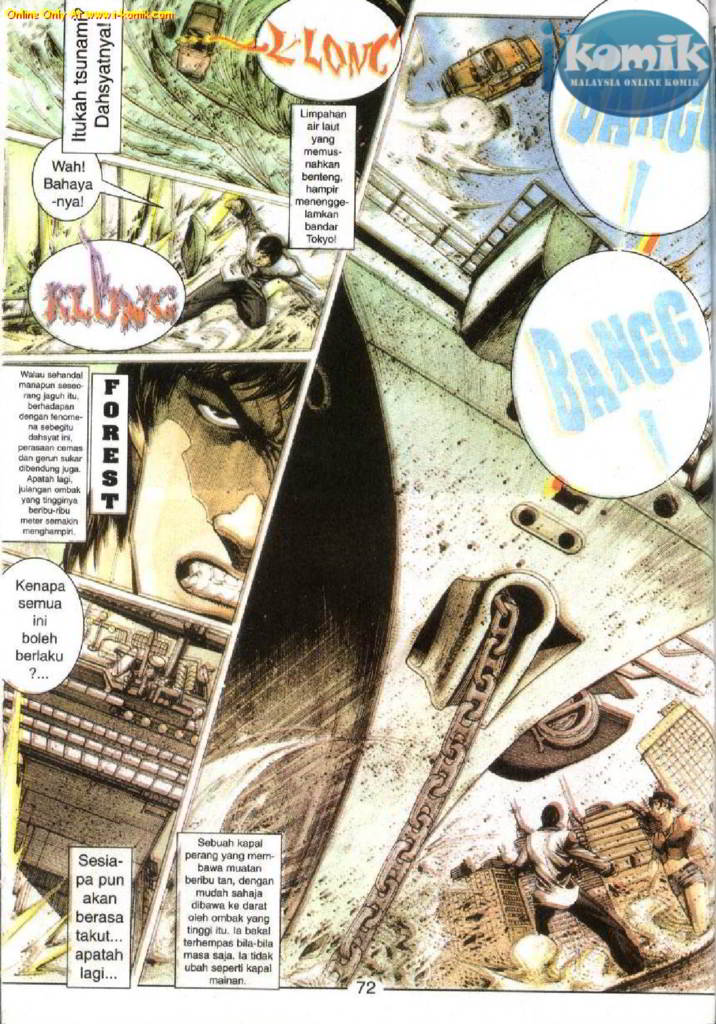 Online Only At www.i-komik.com
Itukah tsunami?
Dahsyatnya!
Limpahan
air laut
yang
memus-
nahkan
benteng,
hampir
mengge-
lamkan
bandar
Tokyo!
komik
MALAYSIA ONLINE KOMIK
BANGG
!
Wah!
Bahaya
-nya!
KLUNG
BANGG
!
Walau sehandal
manapun seseo-
rang jaguh itu,
berhadapan
dengan fenome-
na sebegitu
dahsyat ini,
perasaan cemas
dan gerun sukar
dibendung juga.
Apatah lagi,
julangan ombak
yang tingginya
beribu-ribu
meter semakin
menghampiri.
FOREST
Kenapa
semua
ini
boleh
berlaku
?...
Sesia-
pa pun
akan
berasa
takut...
apatah
lagi...
Sebuah kapal
perang yang mem-
bawa muatan
beribu tan, dengan
mudah sahaja
dibawa ke darat
oleh ombak yang
tinggi itu. Ia bakal
terhempas bila-bila
masa saja. Ia tidak
ubah seperti kapal
mainan.
72